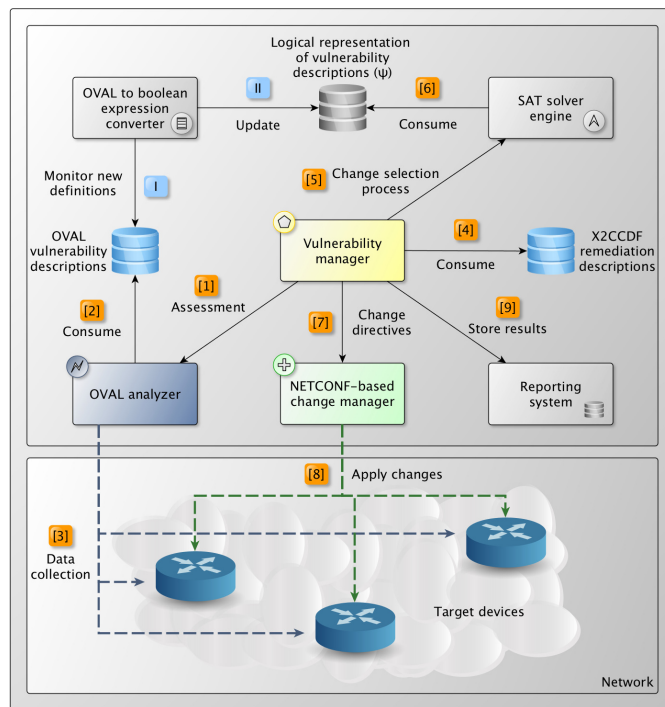 Logical representation
of vulnerability
descriptions (ψ)
OVAL to boolean
expression
converter
II
Update
[6]
Consume
SAT solver
engine
Monitor new
definitions
I
[5]
Change selection
process
OVAL
vulnerability
descriptions
Vulnerability
manager
[4]
Consume
X2CCDF
remediation
descriptions
[1]
Assessment
[2]
Consume
[7]
Change
directives
[9]
Store results
OVAL analyzer
NETCONF-based
change manager
Reporting
system
[8]
Apply changes
[3]
Data
collection
Target devices
Network